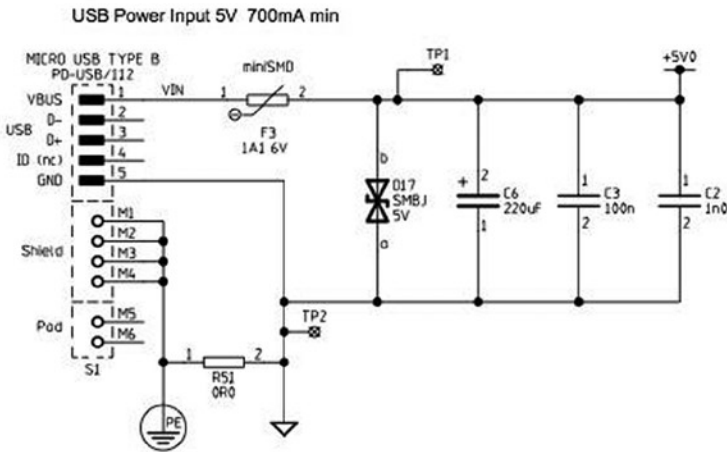 USB Power Input 5V 700mA min
MICRO USB TYPE B
PD-USB/112
miniSMD
TP1
+5V0
VBUS 1 VIN 1 2
D- 2
USB
D+ 3
F3
1A1 6V
ID (nc) 4
GND 5
b
D17
SMBJ
5V
a
+ 2
C6
220uF
1
1
C3
100n
2
1
C2
1n0
2
Shield
M1
M2
M3
M4
Pad
M5
M6
S1
TP2
1 2
R51
0R0
PE